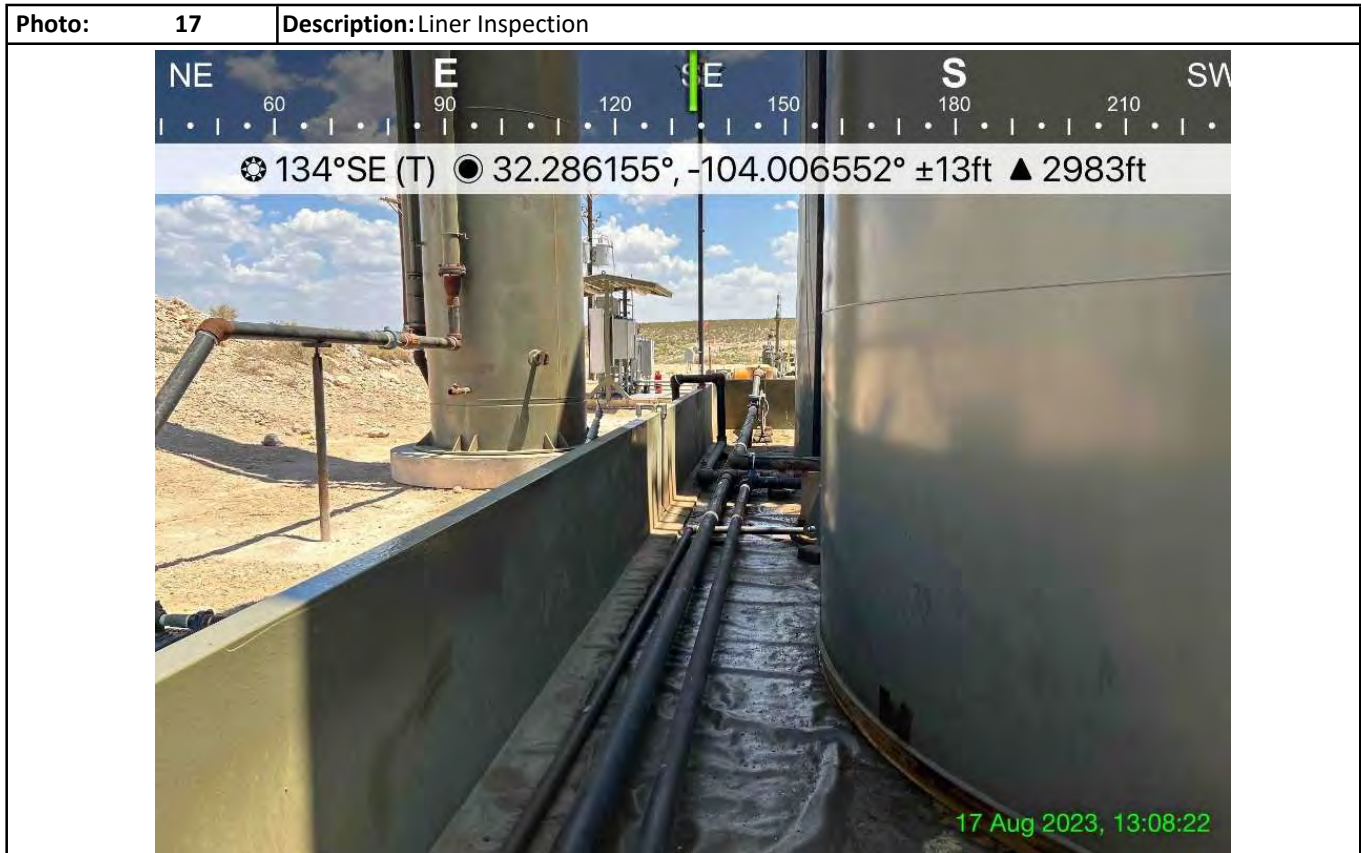 Photo: 17 Description: Liner Inspection
NE E SE S SW
60 90 120 150 180 210
134°SE (T) 32.286155°, -104.006552° ±13ft ▲ 2983ft
17 Aug 2023, 13:08:22